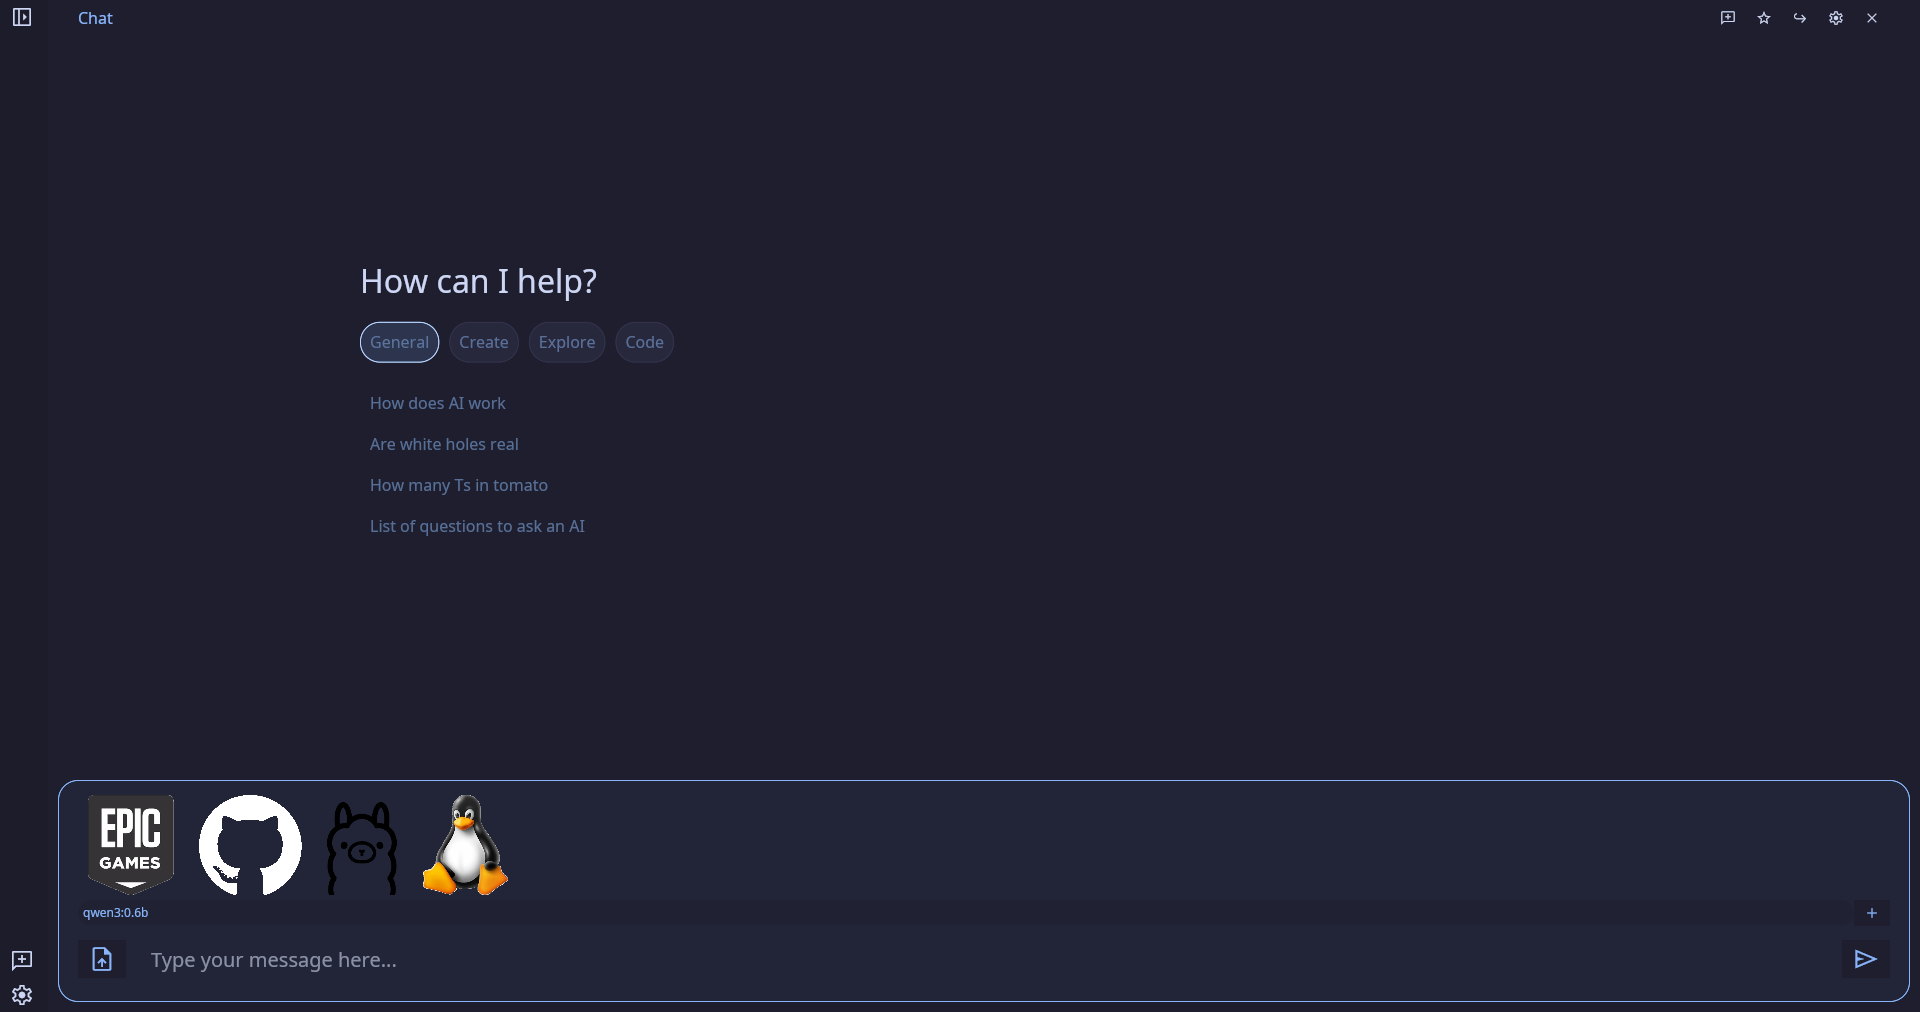 Chat
How can I help?
General Create Explore Code
How does AI work
Are white holes real
How many Ts in tomato
List of questions to ask an AI
EPIC
GAMES
qwen3:0.6b
Type your message here...